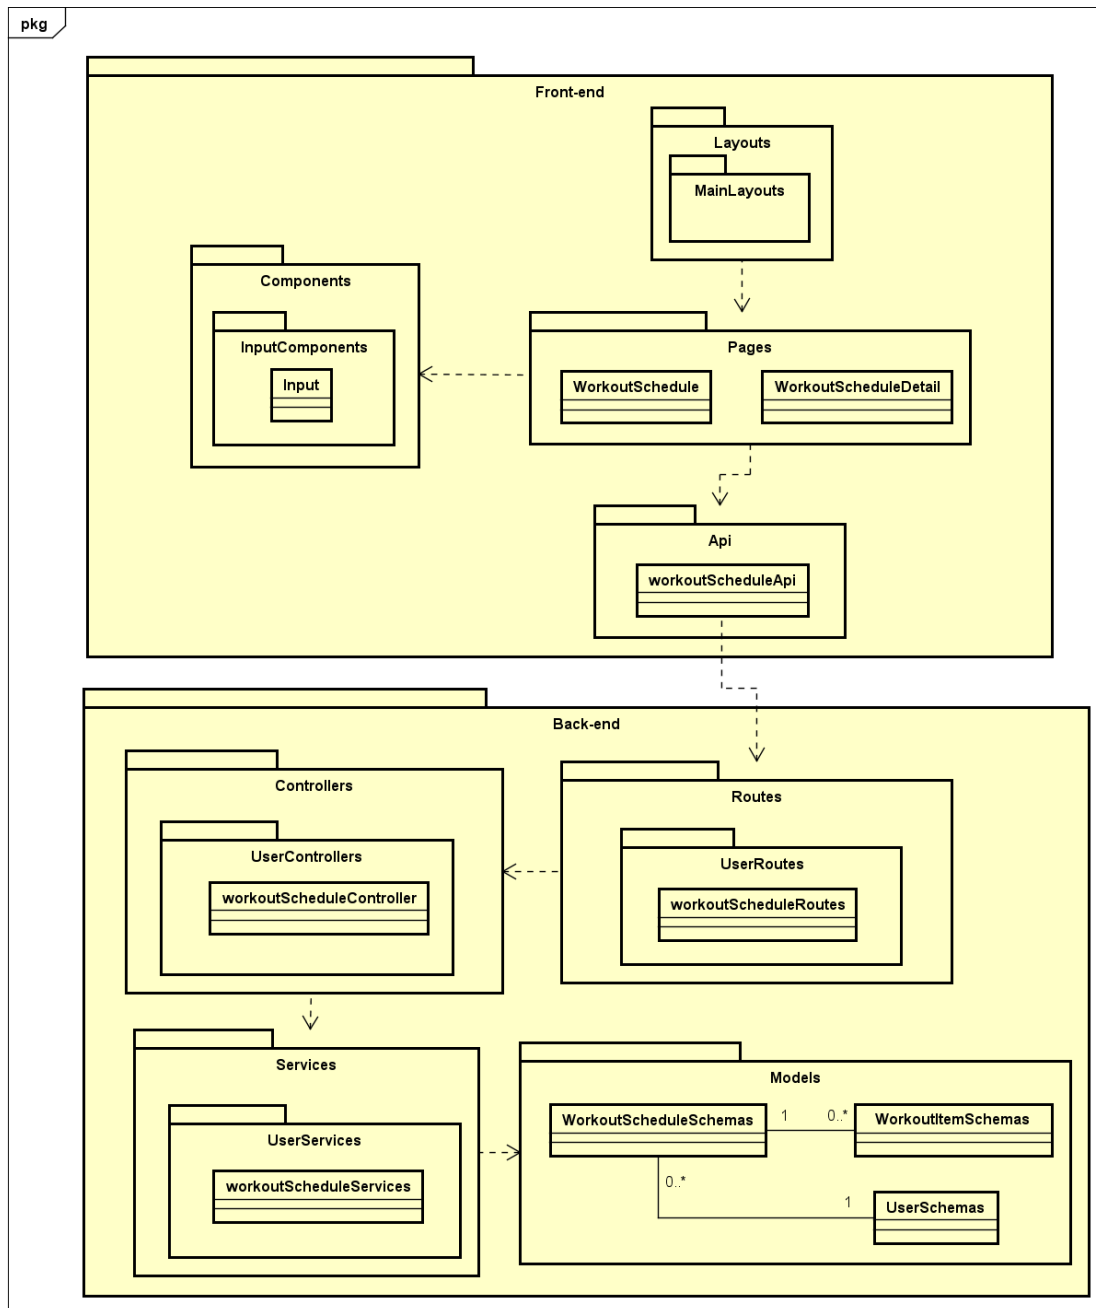 pkg
Front-end
Layouts
MainLayouts
Components
InputComponents
Input
Pages
WorkoutSchedule
WorkoutScheduleDetail
Api
workoutScheduleApi
Back-end
Controllers
UserControllers
workoutScheduleController
Routes
UserRoutes
workoutScheduleRoutes
Services
UserServices
workoutScheduleServices
Models
WorkoutScheduleSchemas
1
0..*
WorkoutItemSchemas
0..*
1
UserSchemas